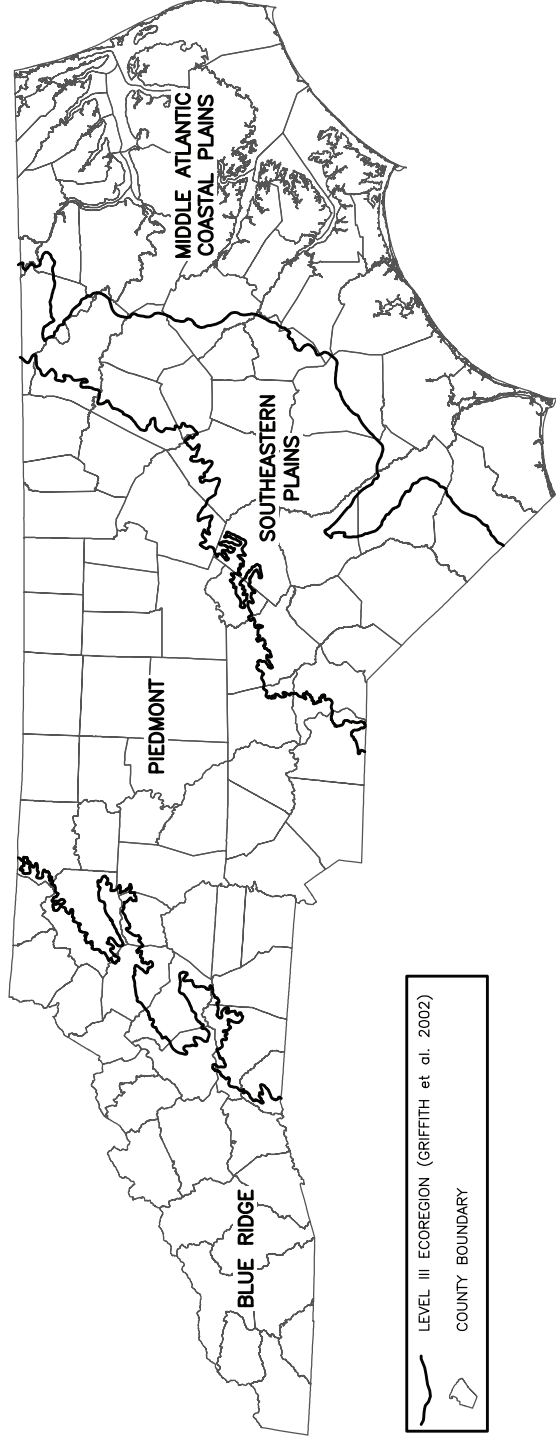 BLUE RIDGE
PIEDMONT
SOUTHEASTERN
PLAINS
MIDDLE ATLANTIC
COASTAL PLAINS
LEVEL III ECOREGION (GRIFFITH et al. 2002)
COUNTY BOUNDARY